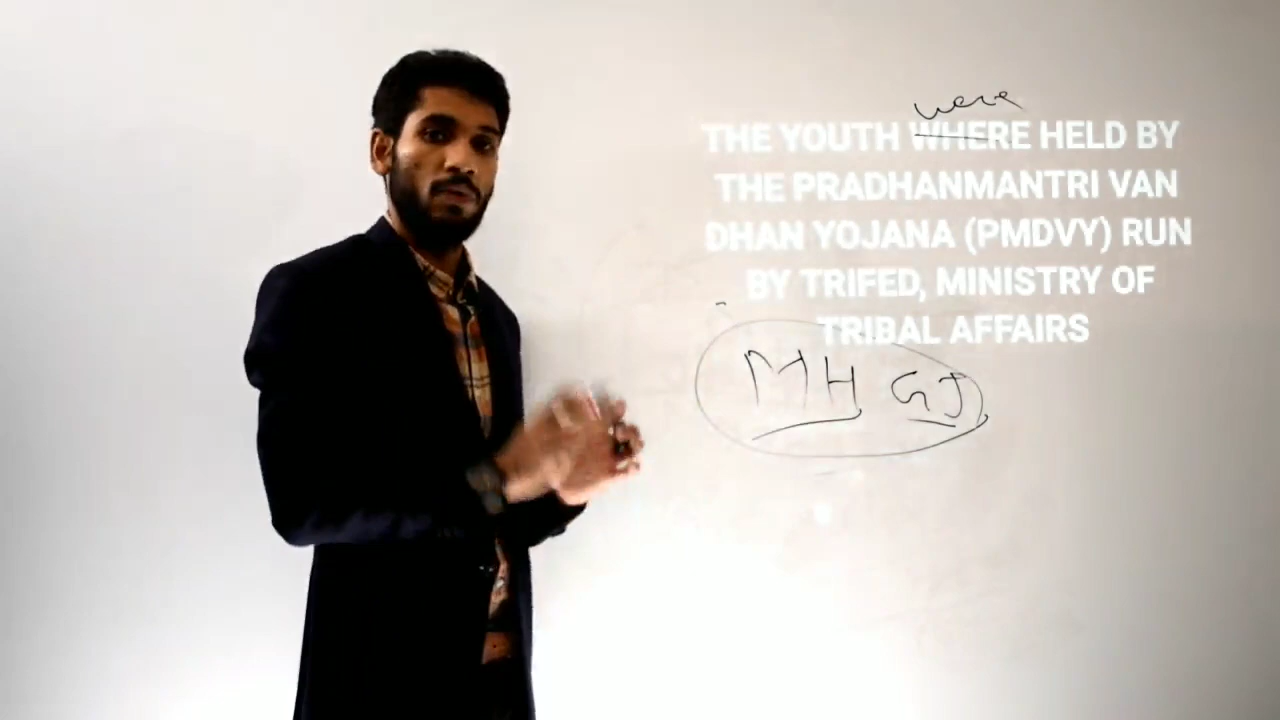 were
THE YOUTH WHERE HELD BY
THE PRADHANMANTRI VAN
DHAN YOJANA (PMDVY) RUN
BY TRIFED, MINISTRY OF
TRIBAL AFFAIRS
MH GJ